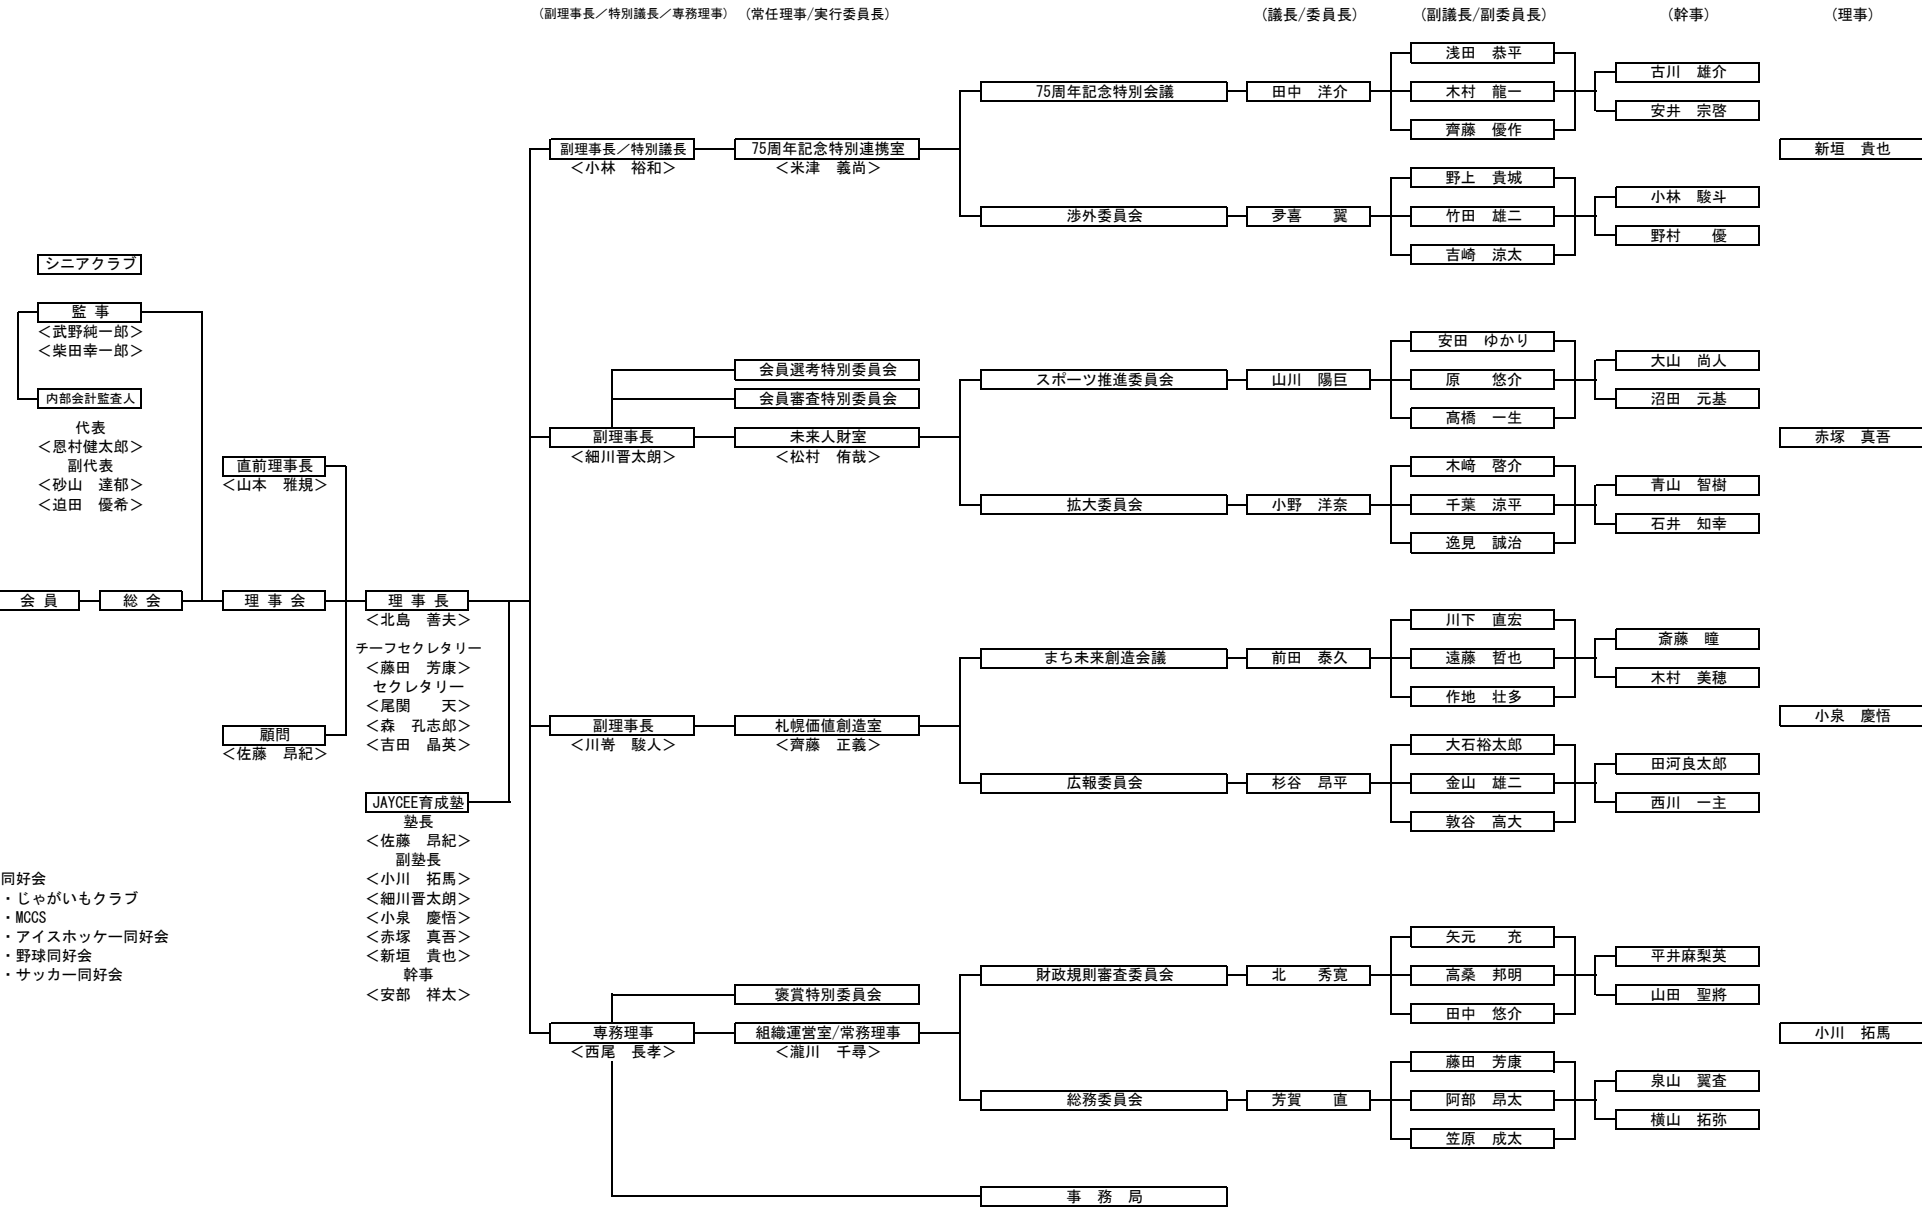 (副理事長／特別議長／専務理事) (常任理事/実行委員長) (議長/委員長) (副議長/副委員長) (幹事) (理事)
浅田　恭平
古川　雄介
75周年記念特別会議 田中　洋介 木村　龍一
安井　宗啓
齊藤　優作
副理事長／特別議長 75周年記念特別連携室 新垣　貴也
＜小林　裕和＞ ＜米津　義尚＞
野上　貴城
小林　駿斗
渉外委員会 夛喜　　翼 竹田　雄二
野村　　優
吉崎　涼太
シニアクラブ
監 事
＜武野純一郎＞
＜柴田幸一郎＞
内部会計監査人
代表
＜恩村健太郎＞
副代表
＜砂山　達郁＞
＜迫田　優希＞
直前理事長
＜山本　雅規＞
安田　ゆかり
大山　尚人
会員選考特別委員会
スポーツ推進委員会 山川　陽巨 原　　悠介
会員審査特別委員会 沼田　元基
髙橋　一生
副理事長 未来人財室 赤塚　真吾
＜細川晋太朗＞ ＜松村　侑哉＞
木﨑　啓介
青山　智樹
拡大委員会 小野　洋奈 千葉　涼平
石井　知幸
逸見　誠治
会 員 総 会 理 事 会 理 事 長
＜北島　善夫＞
チーフセクレタリー
＜藤田　芳康＞
セクレタリー
＜尾関　　天＞
＜森　孔志郎＞
＜吉田　晶英＞
顧問
＜佐藤　昂紀＞
JAYCEE育成塾
塾長
＜佐藤　昂紀＞
副塾長
＜小川　拓馬＞
＜細川晋太朗＞
＜小泉　慶悟＞
＜赤塚　真吾＞
＜新垣　貴也＞
幹事
＜安部　祥太＞
川下　直宏
斎藤　瞳
まち未来創造会議 前田　泰久 遠藤　哲也
木村　美穂
作地　壮多
副理事長 札幌価値創造室 小泉　慶悟
＜川嵜　駿人＞ ＜齊藤　正義＞
大石裕太郎
田河良太郎
広報委員会 杉谷　昂平 金山　雄二
西川　一主
敦谷　高大
同好会
・じゃがいもクラブ
・MCCS
・アイスホッケー同好会
・野球同好会
・サッカー同好会
矢元　　充
平井麻梨英
財政規則審査委員会 北　　秀寛 高桑　邦明
褒賞特別委員会 山田　聖將
田中　悠介
専務理事 組織運営室/常務理事 小川　拓馬
＜西尾　長孝＞ ＜瀧川　千尋＞
藤田　芳康
泉山　翼査
総務委員会 芳賀　　直 阿部　昂太
横山　拓弥
笠原　成太
事　務　局